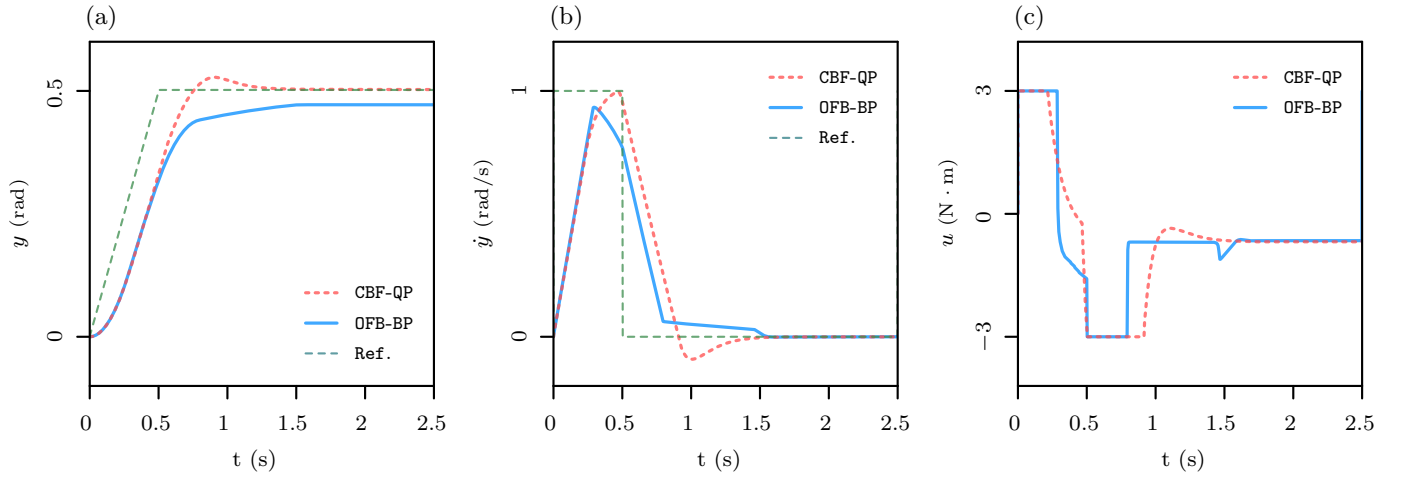 (a)
0.5
0
y (rad)
CBF-QP
OFB-BP
Ref.
0 0.5 1 1.5 2 2.5
t (s)
(b)
1
0
ẏ (rad/s)
CBF-QP
OFB-BP
Ref.
0 0.5 1 1.5 2 2.5
t (s)
(c)
3
0
−3
u (N · m)
CBF-QP
OFB-BP
0 0.5 1 1.5 2 2.5
t (s)